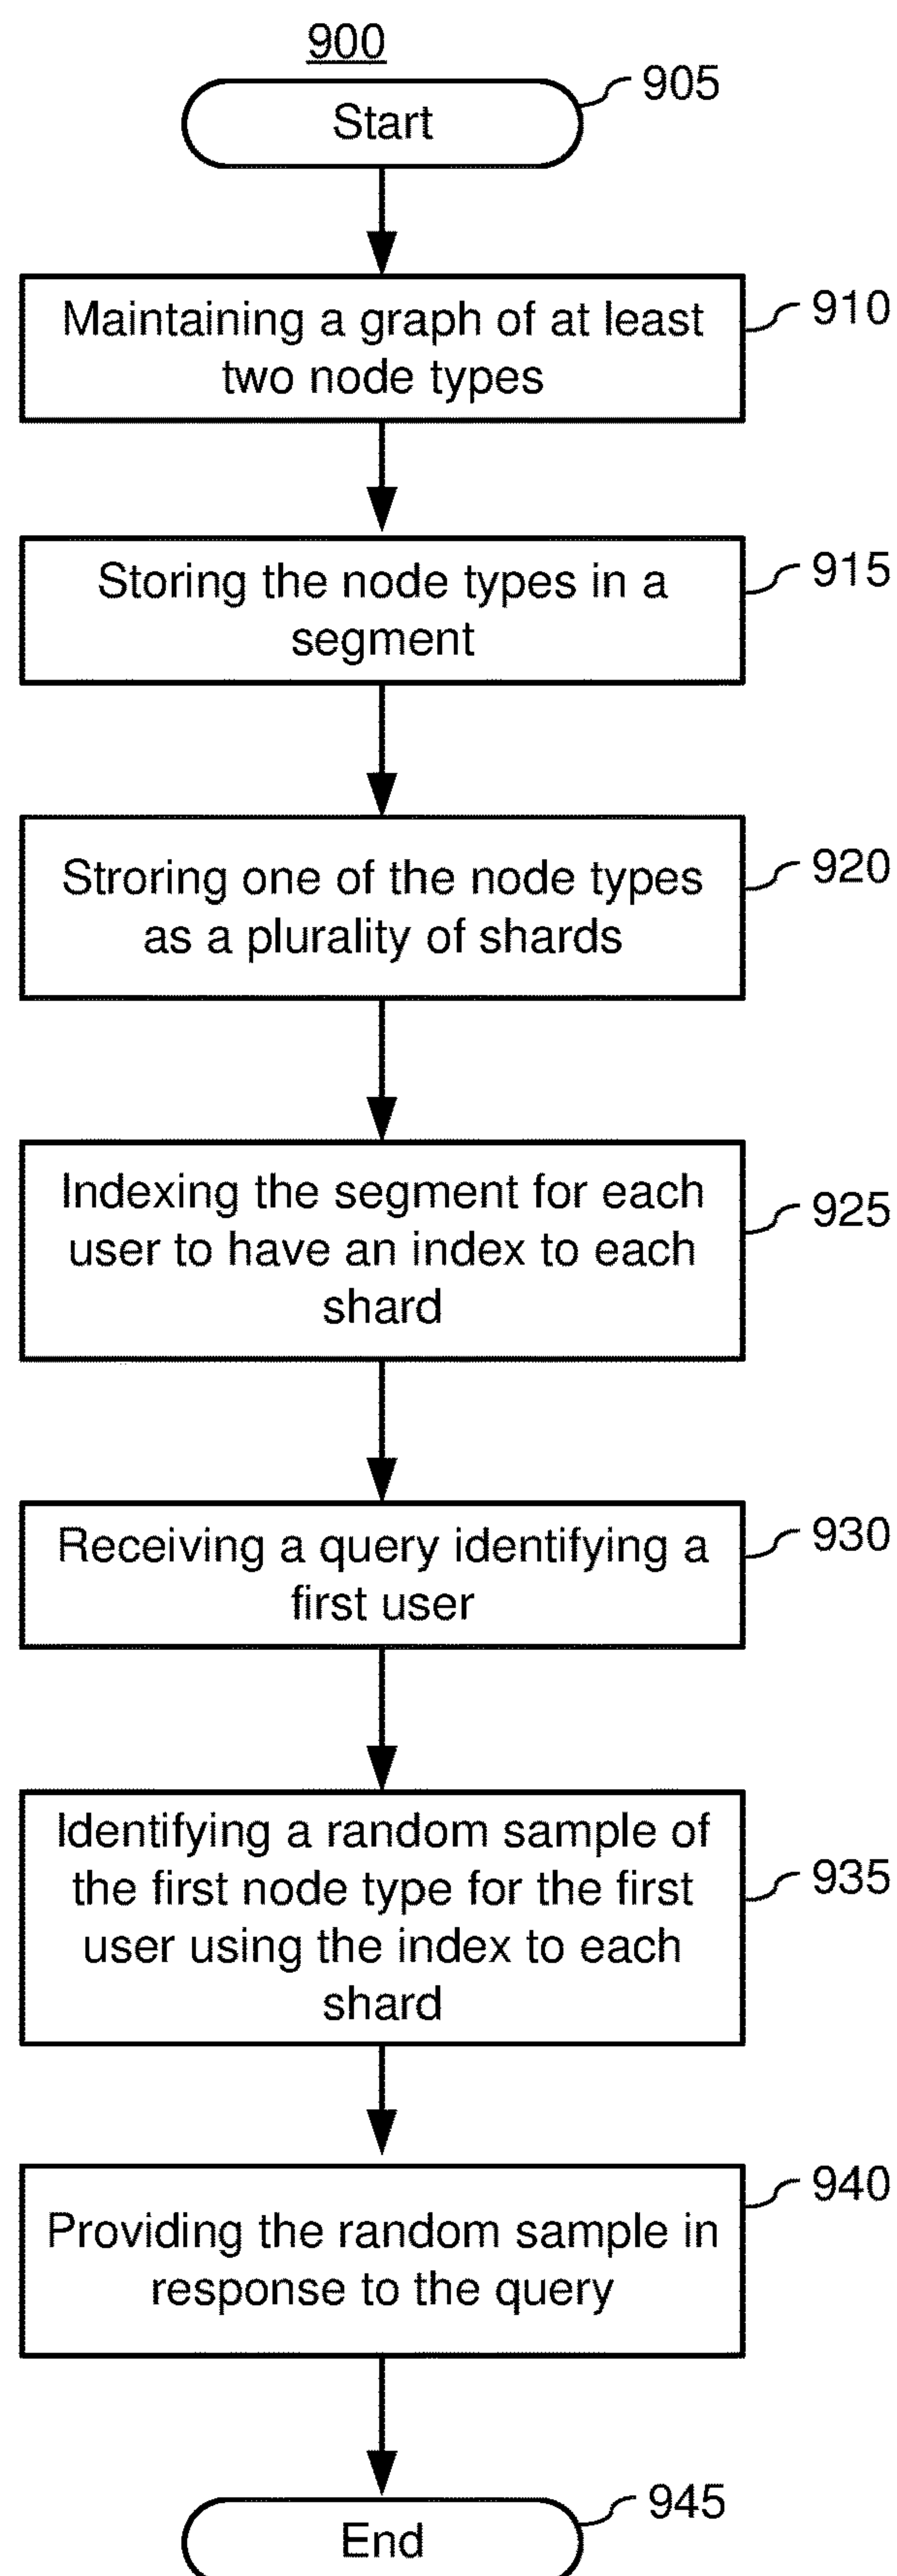 900
905
Start
Maintaining a graph of at least
two node types
910
Storing the node types in a
segment
915
Stroring one of the node types
as a plurality of shards
920
Indexing the segment for each
user to have an index to each
shard
925
Receiving a query identifying a
first user
930
Identifying a random sample of
the first node type for the first
user using the index to each
shard
935
Providing the random sample in
response to the query
940
945
End